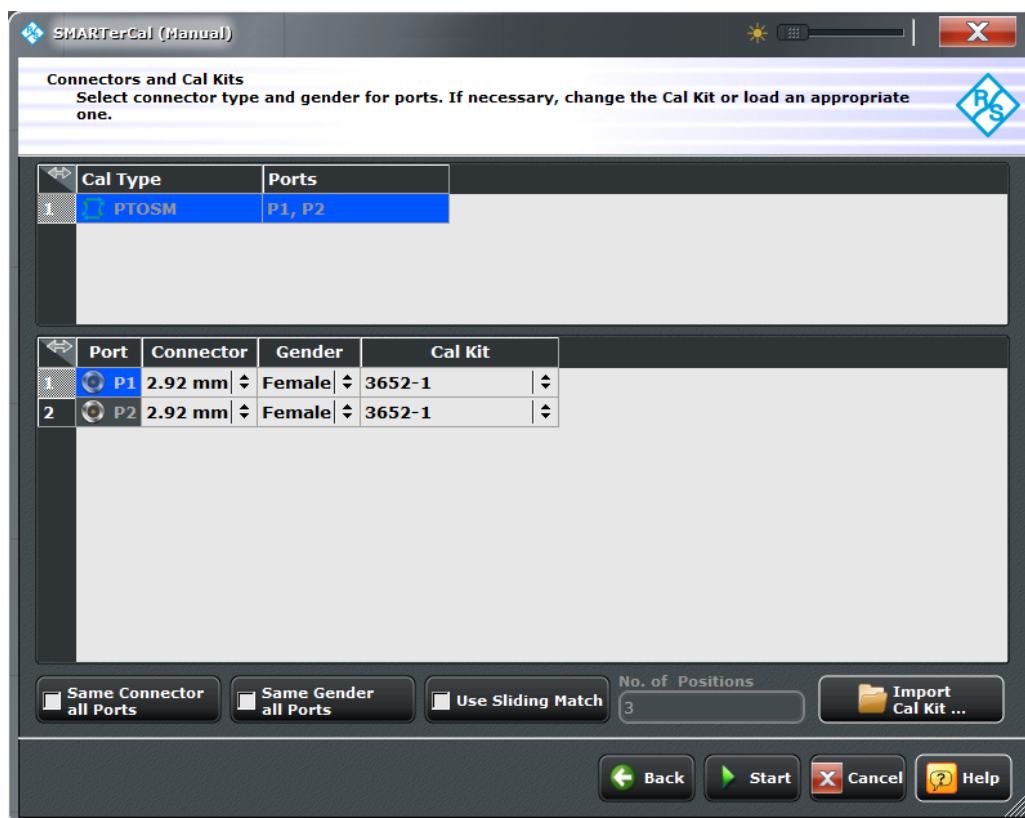 SMARTerCal (Manual)
Connectors and Cal Kits
Select connector type and gender for ports. If necessary, change the Cal Kit or load an appropriate
one.
R/S
Cal Type Ports
1 PTOSM P1, P2
Port Connector Gender Cal Kit
1 P1 2.92 mm Female 3652-1
2 P2 2.92 mm Female 3652-1
Same Connector
all Ports
Same Gender
all Ports
Use Sliding Match
No. of Positions
3
Import
Cal Kit ...
Back Start Cancel Help